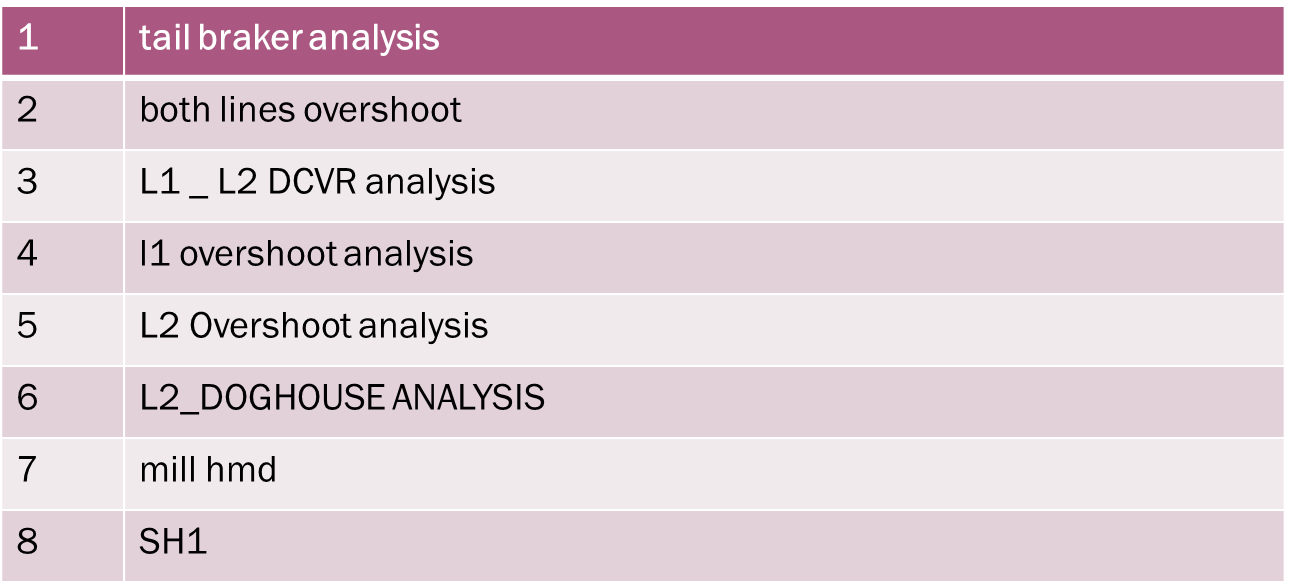 1 tail braker analysis
2 both lines overshoot
3 L1 _ L2 DCVR analysis
4 l1 overshoot analysis
5 L2 Overshoot analysis
6 L2_DOGHOUSE ANALYSIS
7 mill hmd
8 SH1